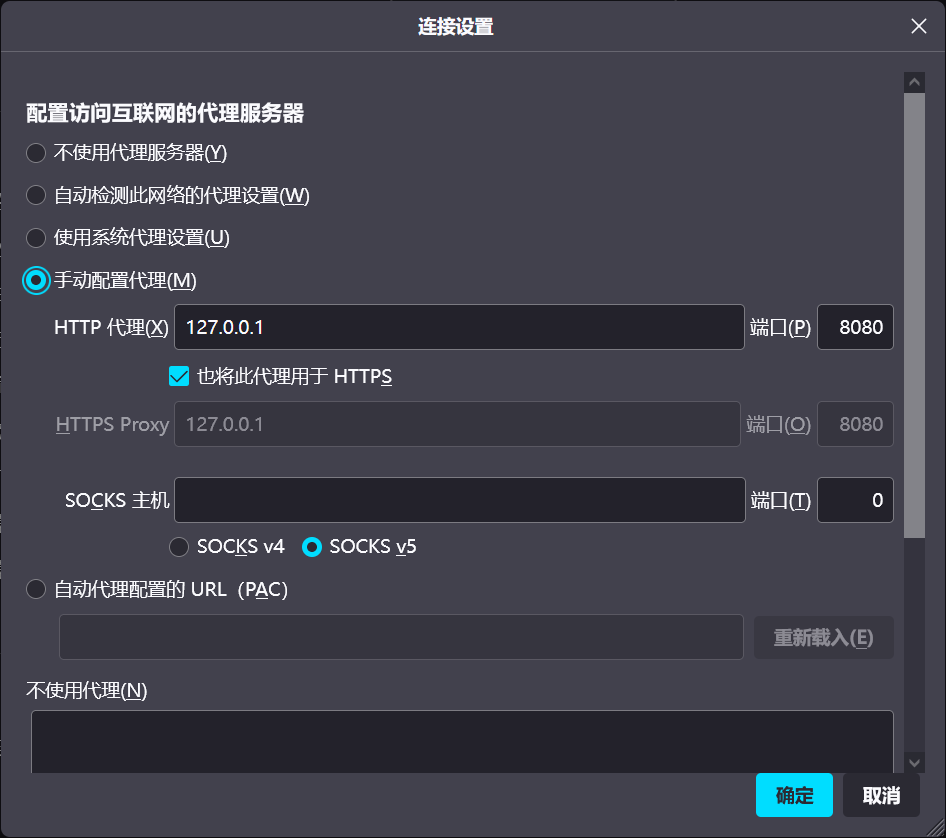 连接设置
配置访问互联网的代理服务器
不使用代理服务器(Y)
自动检测此网络的代理设置(W)
使用系统代理设置(U)
手动配置代理(M)
HTTP 代理(X) 127.0.0.1 端口(P) 8080
也将此代理用于 HTTPS
HTTPS Proxy 127.0.0.1 端口(O) 8080
SOCKS 主机 端口(T) 0
SOCKS v4 SOCKS v5
自动代理配置的 URL（PAC）
重新载入(E)
不使用代理(N)
确定 取消